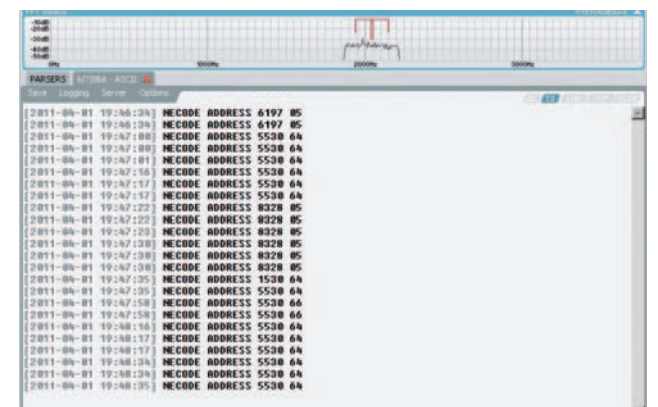 -10dB
-20dB
-30dB
-40dB
-50dB
0Hz 1000Hz 2000Hz 3000Hz
PARSERS - ASCII
Save Logging Server Options
[2011-04-01 19:46:34] NECODE ADDRESS 6197 05
[2011-04-01 19:46:34] NECODE ADDRESS 6197 05
[2011-04-01 19:47:00] NECODE ADDRESS 5530 64
[2011-04-01 19:47:00] NECODE ADDRESS 5530 64
[2011-04-01 19:47:01] NECODE ADDRESS 5530 64
[2011-04-01 19:47:16] NECODE ADDRESS 5530 64
[2011-04-01 19:47:17] NECODE ADDRESS 5530 64
[2011-04-01 19:47:17] NECODE ADDRESS 5530 64
[2011-04-01 19:47:22] NECODE ADDRESS 8328 05
[2011-04-01 19:47:22] NECODE ADDRESS 8328 05
[2011-04-01 19:47:23] NECODE ADDRESS 8328 05
[2011-04-01 19:47:30] NECODE ADDRESS 8328 05
[2011-04-01 19:47:30] NECODE ADDRESS 8328 05
[2011-04-01 19:47:30] NECODE ADDRESS 8328 05
[2011-04-01 19:47:35] NECODE ADDRESS 1530 64
[2011-04-01 19:47:35] NECODE ADDRESS 5530 64
[2011-04-01 19:47:58] NECODE ADDRESS 5530 66
[2011-04-01 19:47:58] NECODE ADDRESS 5530 66
[2011-04-01 19:48:16] NECODE ADDRESS 5530 64
[2011-04-01 19:48:17] NECODE ADDRESS 5530 64
[2011-04-01 19:48:17] NECODE ADDRESS 5530 64
[2011-04-01 19:48:34] NECODE ADDRESS 5530 64
[2011-04-01 19:48:34] NECODE ADDRESS 5530 64
[2011-04-01 19:48:35] NECODE ADDRESS 5530 64